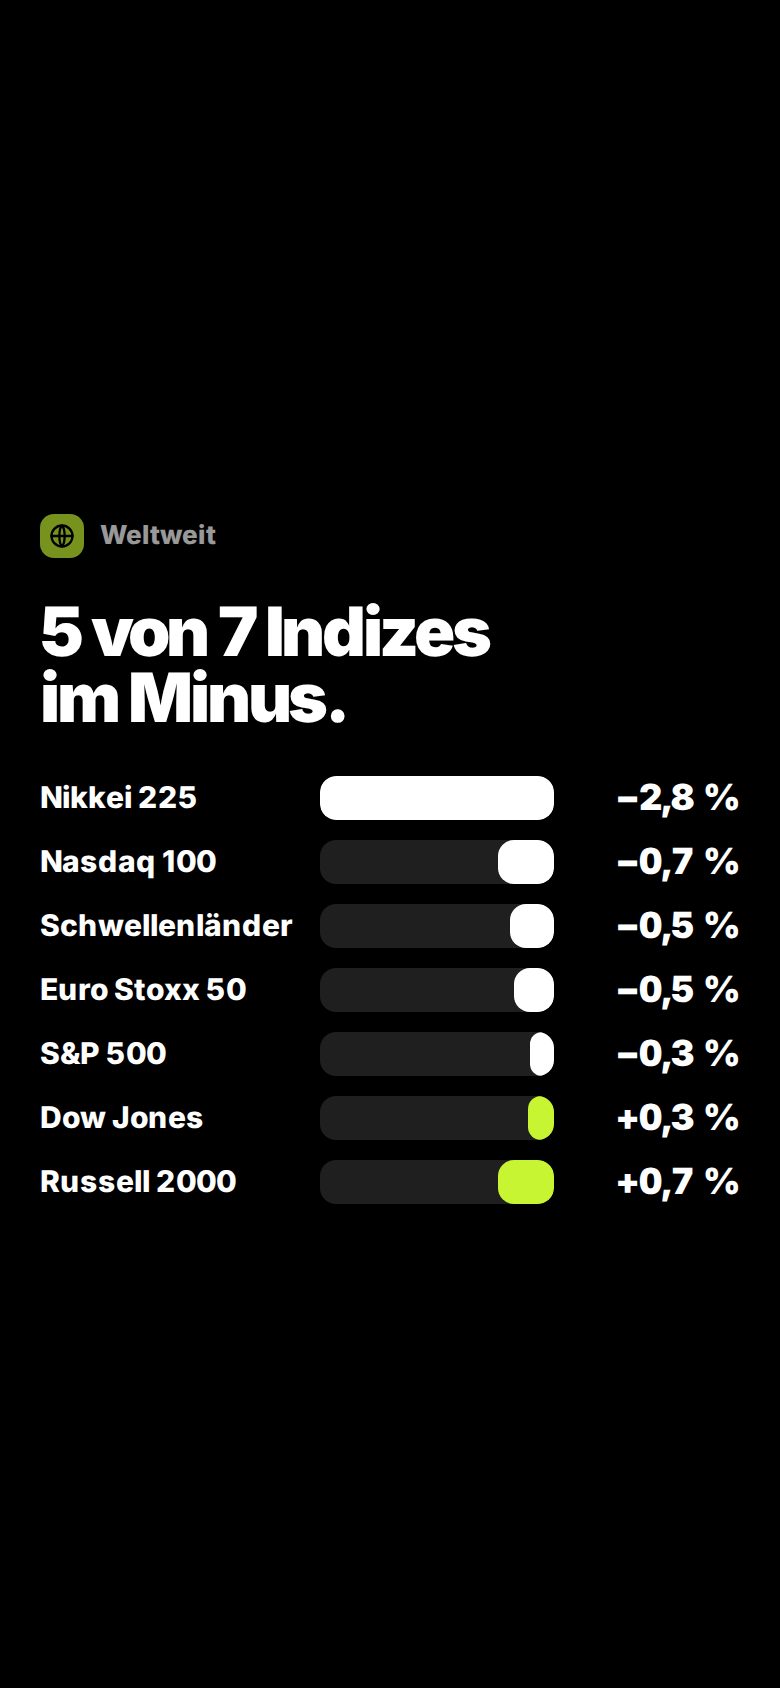 Weltweit
5 von 7 Indizes
im Minus.
Nikkei 225 −2,8 %
Nasdaq 100 −0,7 %
Schwellenländer −0,5 %
Euro Stoxx 50 −0,5 %
S&P 500 −0,3 %
Dow Jones +0,3 %
Russell 2000 +0,7 %